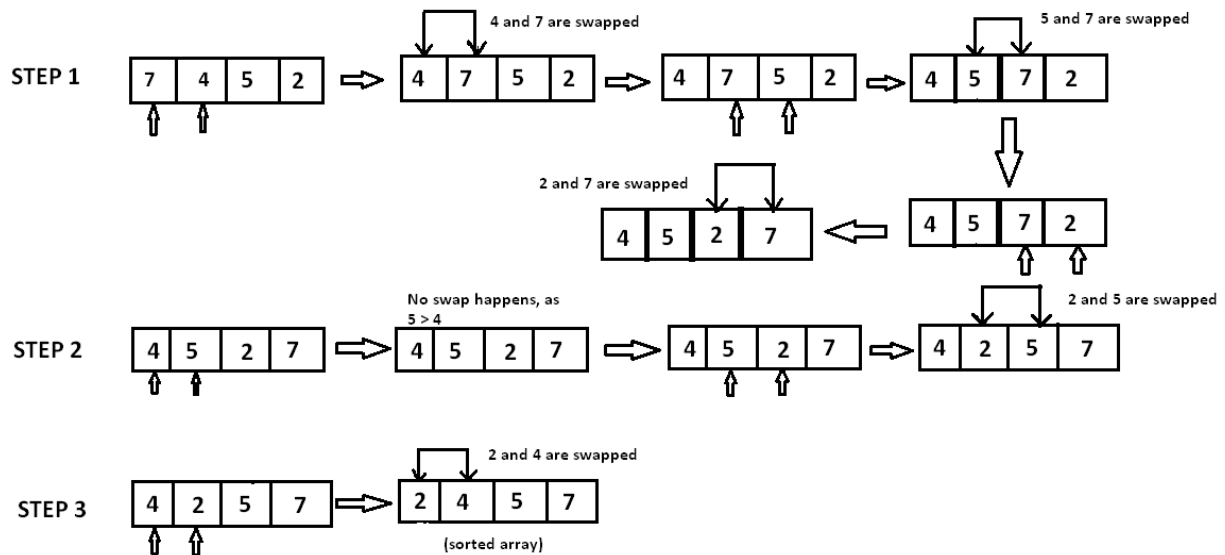 4 and 7 are swapped
5 and 7 are swapped
STEP 1
7 4 5 2
4 7 5 2
4 7 5 2
4 5 7 2
2 and 7 are swapped
4 5 2 7
4 5 7 2
No swap happens, as
5 > 4
2 and 5 are swapped
STEP 2
4 5 2 7
4 5 2 7
4 5 2 7
4 2 5 7
2 and 4 are swapped
STEP 3
4 2 5 7
2 4 5 7
(sorted array)